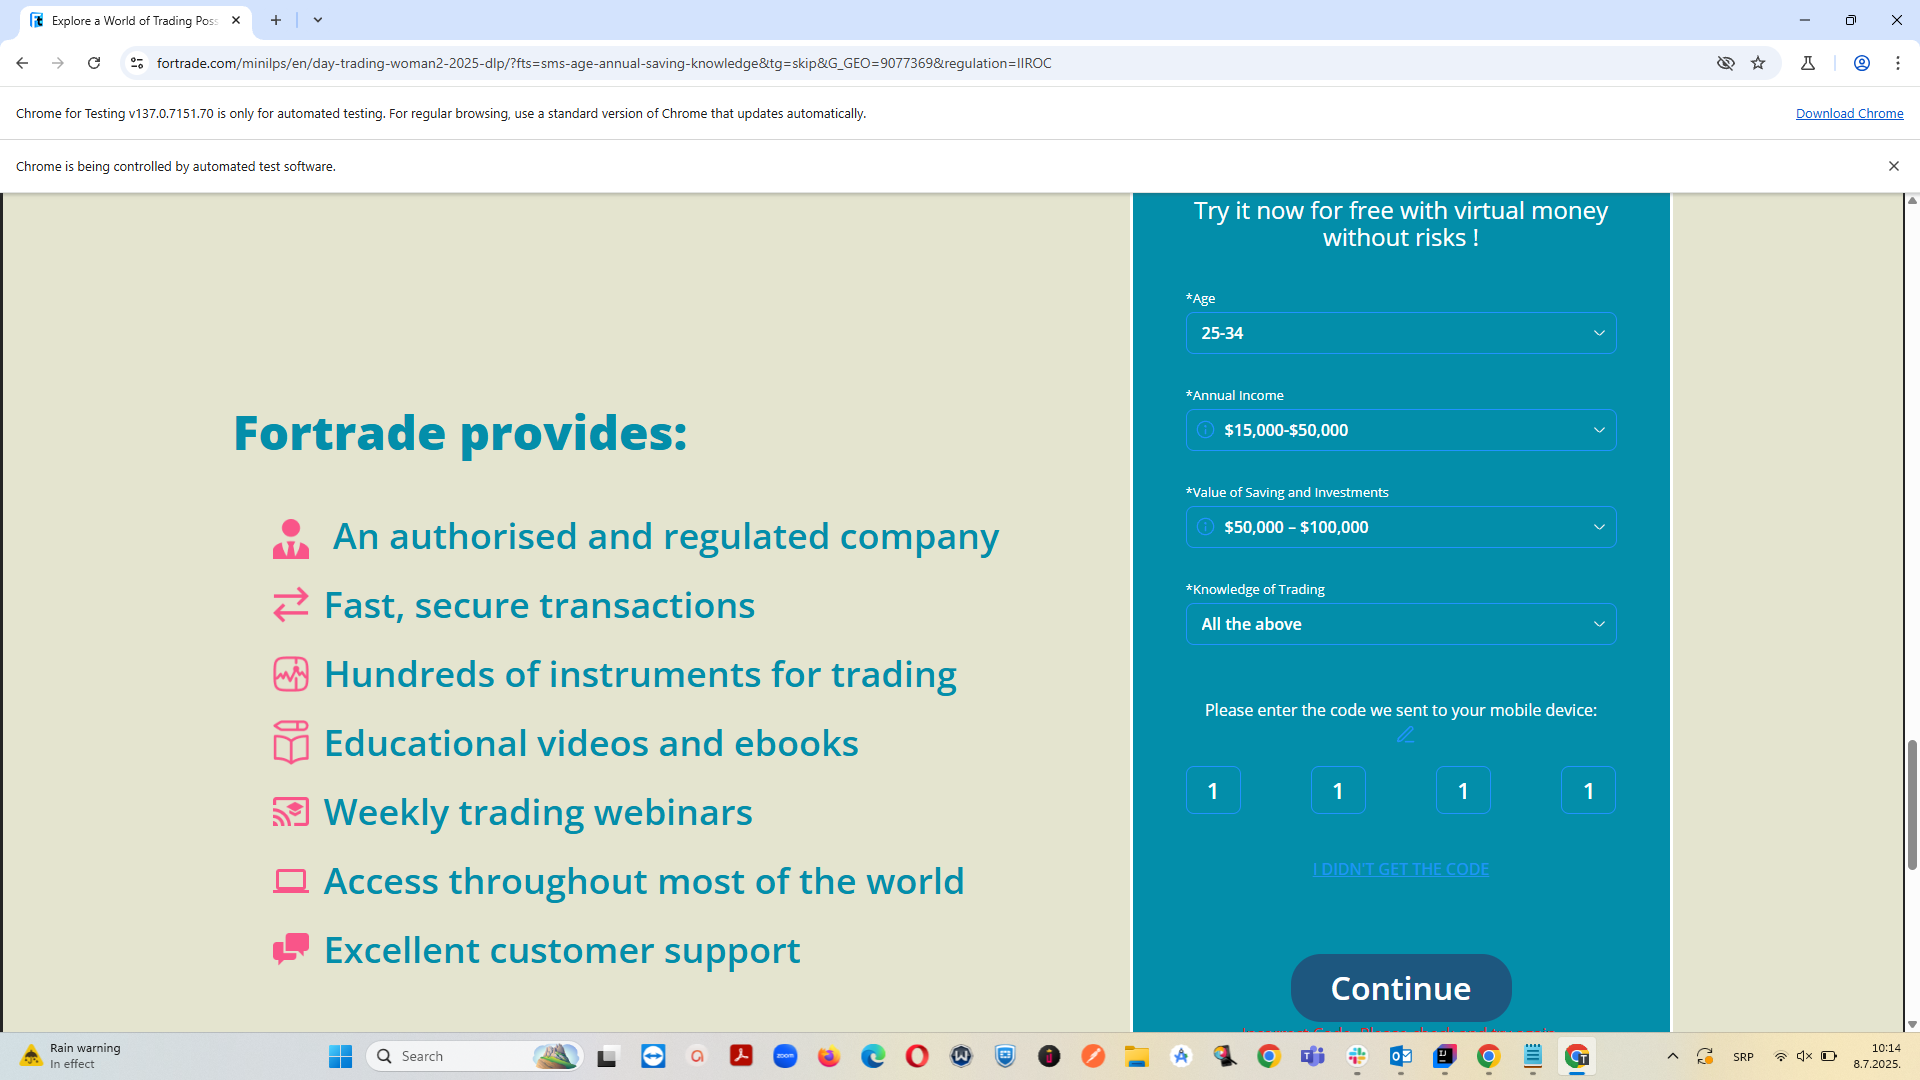 Explore a World of Trading Poss
fortrade.com/minilps/en/day-trading-woman2-2025-dlp/?fts=sms-age-annual-saving-knowledge&tg=skip&G_GEO=9077369&regulation=IIROC
Chrome for Testing v137.0.7151.70 is only for automated testing. For regular browsing, use a standard version of Chrome that updates automatically.
Download Chrome
Chrome is being controlled by automated test software.
Fortrade provides:
An authorised and regulated company
Fast, secure transactions
Hundreds of instruments for trading
Educational videos and ebooks
Weekly trading webinars
Access throughout most of the world
Excellent customer support
Try it now for free with virtual money
without risks !
*Age
25-34
*Annual Income
$15,000-$50,000
*Value of Saving and Investments
$50,000 – $100,000
*Knowledge of Trading
All the above
Please enter the code we sent to your mobile device:
1 1 1 1
I DIDN'T GET THE CODE
Continue
Rain warning
In effect
Search
zoom
SRP
10:14
8.7.2025.